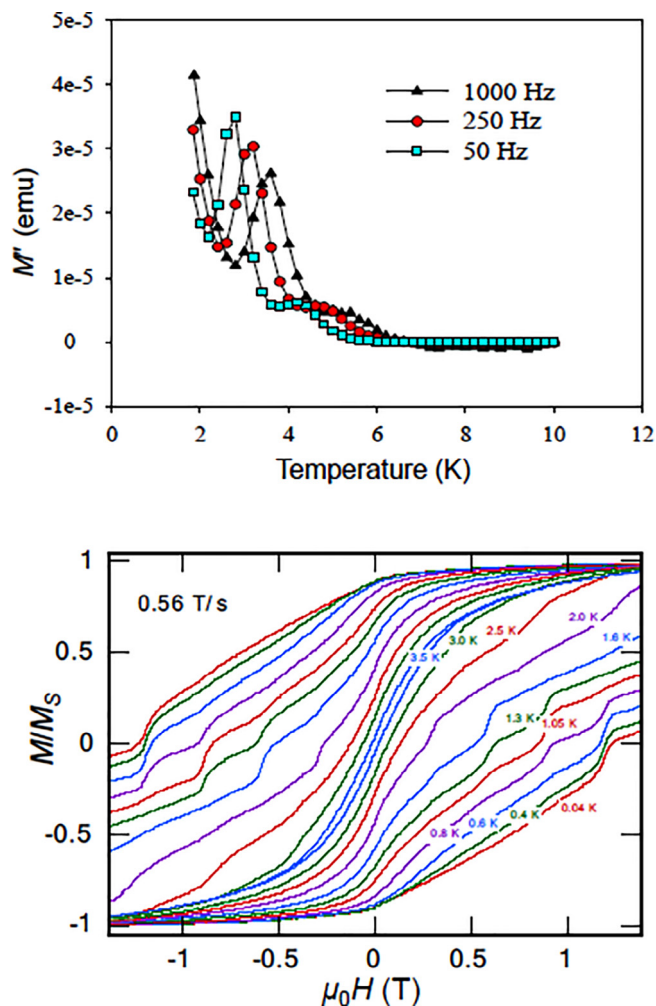 5e-5
4e-5
3e-5
2e-5
1e-5
0
-1e-5
M" (emu)
1000 Hz
250 Hz
50 Hz
0 2 4 6 8 10 12
Temperature (K)
0.56 T/s
1
0.5
0
-0.5
-1
M/M_S
2.5 K
2.0 K
3.0 K
3.5 K
1.6 K
1.3 K
1.05 K
0.8 K
0.6 K
0.4 K
0.04 K
-1 -0.5 0 0.5 1
μ₀H (T)